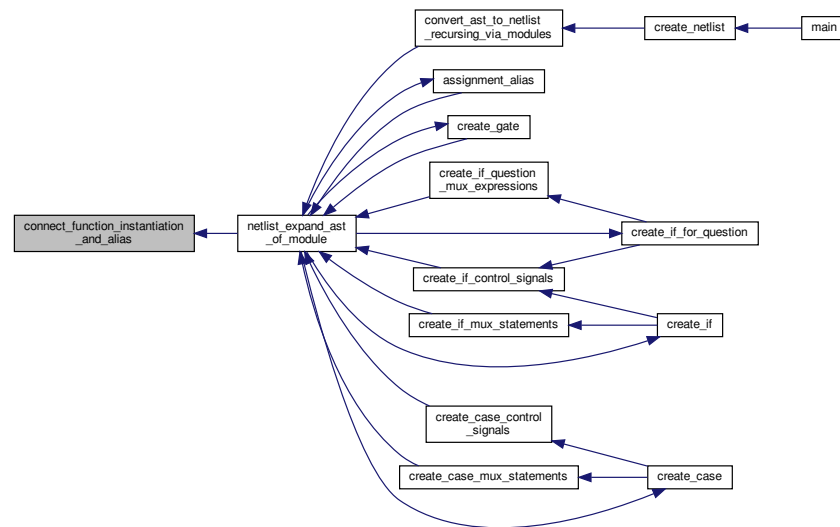 convert_ast_to_netlist
_recursing_via_modules
create_netlist
main
assignment_alias
create_gate
create_if_question
_mux_expressions
connect_function_instantiation
_and_alias
netlist_expand_ast
_of_module
create_if_for_question
create_if_control_signals
create_if_mux_statements
create_if
create_case_control
_signals
create_case_mux_statements
create_case